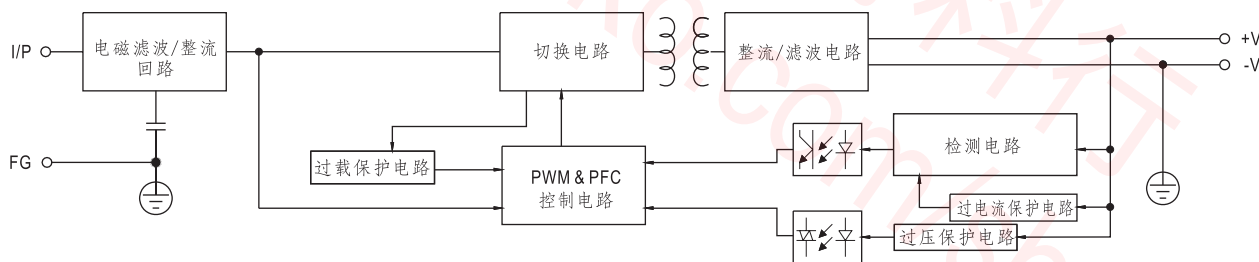 I/P
电磁滤波/整流
回路
切换电路
整流/滤波电路
+V
-V
FG
过载保护电路
PWM & PFC
控制电路
检测电路
过电流保护电路
过压保护电路
科行